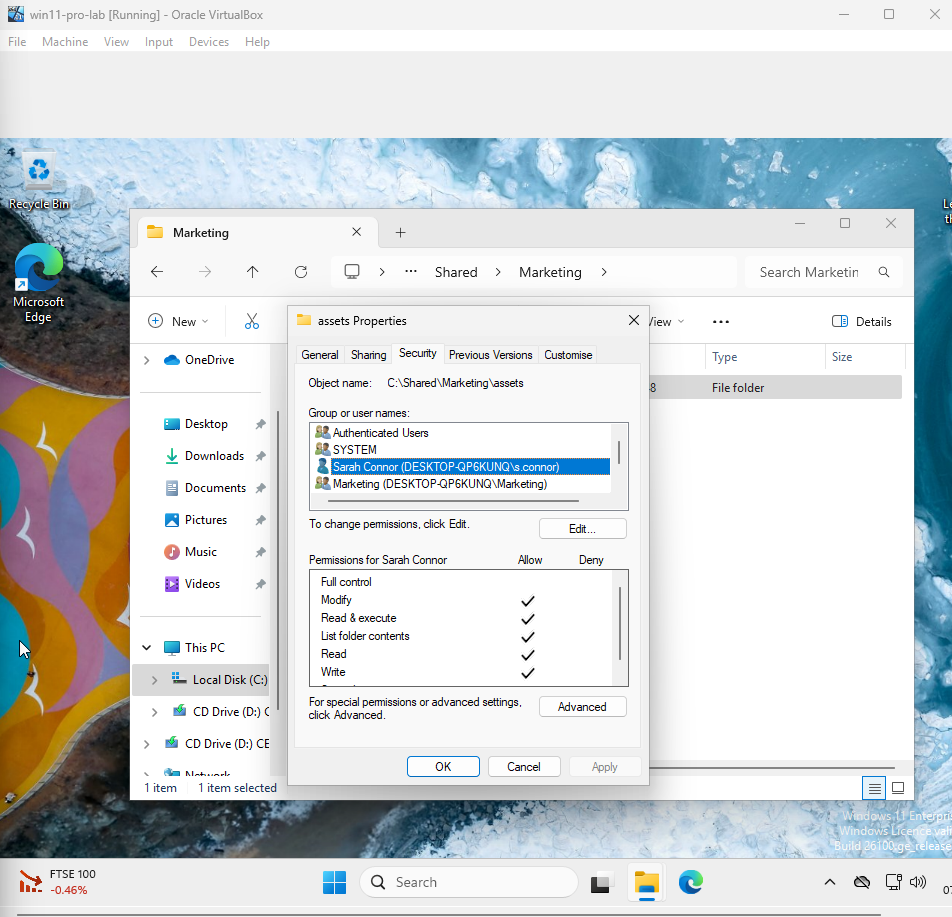 win11-pro-lab [Running] - Oracle VirtualBox
File Machine View Input Devices Help
Recycle Bin
Microsoft
Edge
Marketing
Shared Marketing
Search Marketin
New
Details
assets Properties
General Sharing Security Previous Versions Customise
Object name: C:\Shared\Marketing\assets
Group or user names:
Authenticated Users
SYSTEM
Sarah Connor (DESKTOP-QP6KUNQ\s.connor)
Marketing (DESKTOP-QP6KUNQ\Marketing)
To change permissions, click Edit.
Edit...
Permissions for Sarah Connor Allow Deny
Full control
Modify
Read & execute
List folder contents
Read
Write
For special permissions or advanced settings,
click Advanced.
Advanced
OK Cancel Apply
Type Size
File folder
OneDrive
Desktop
Downloads
Documents
Pictures
Music
Videos
This PC
Local Disk (C:)
CD Drive (D:) C
CD Drive (D:) CE
Network
1 item 1 item selected
Windows 11 Enterpris
Windows Licence vali
Build 26100.ge_release
FTSE 100
-0.46%
Search